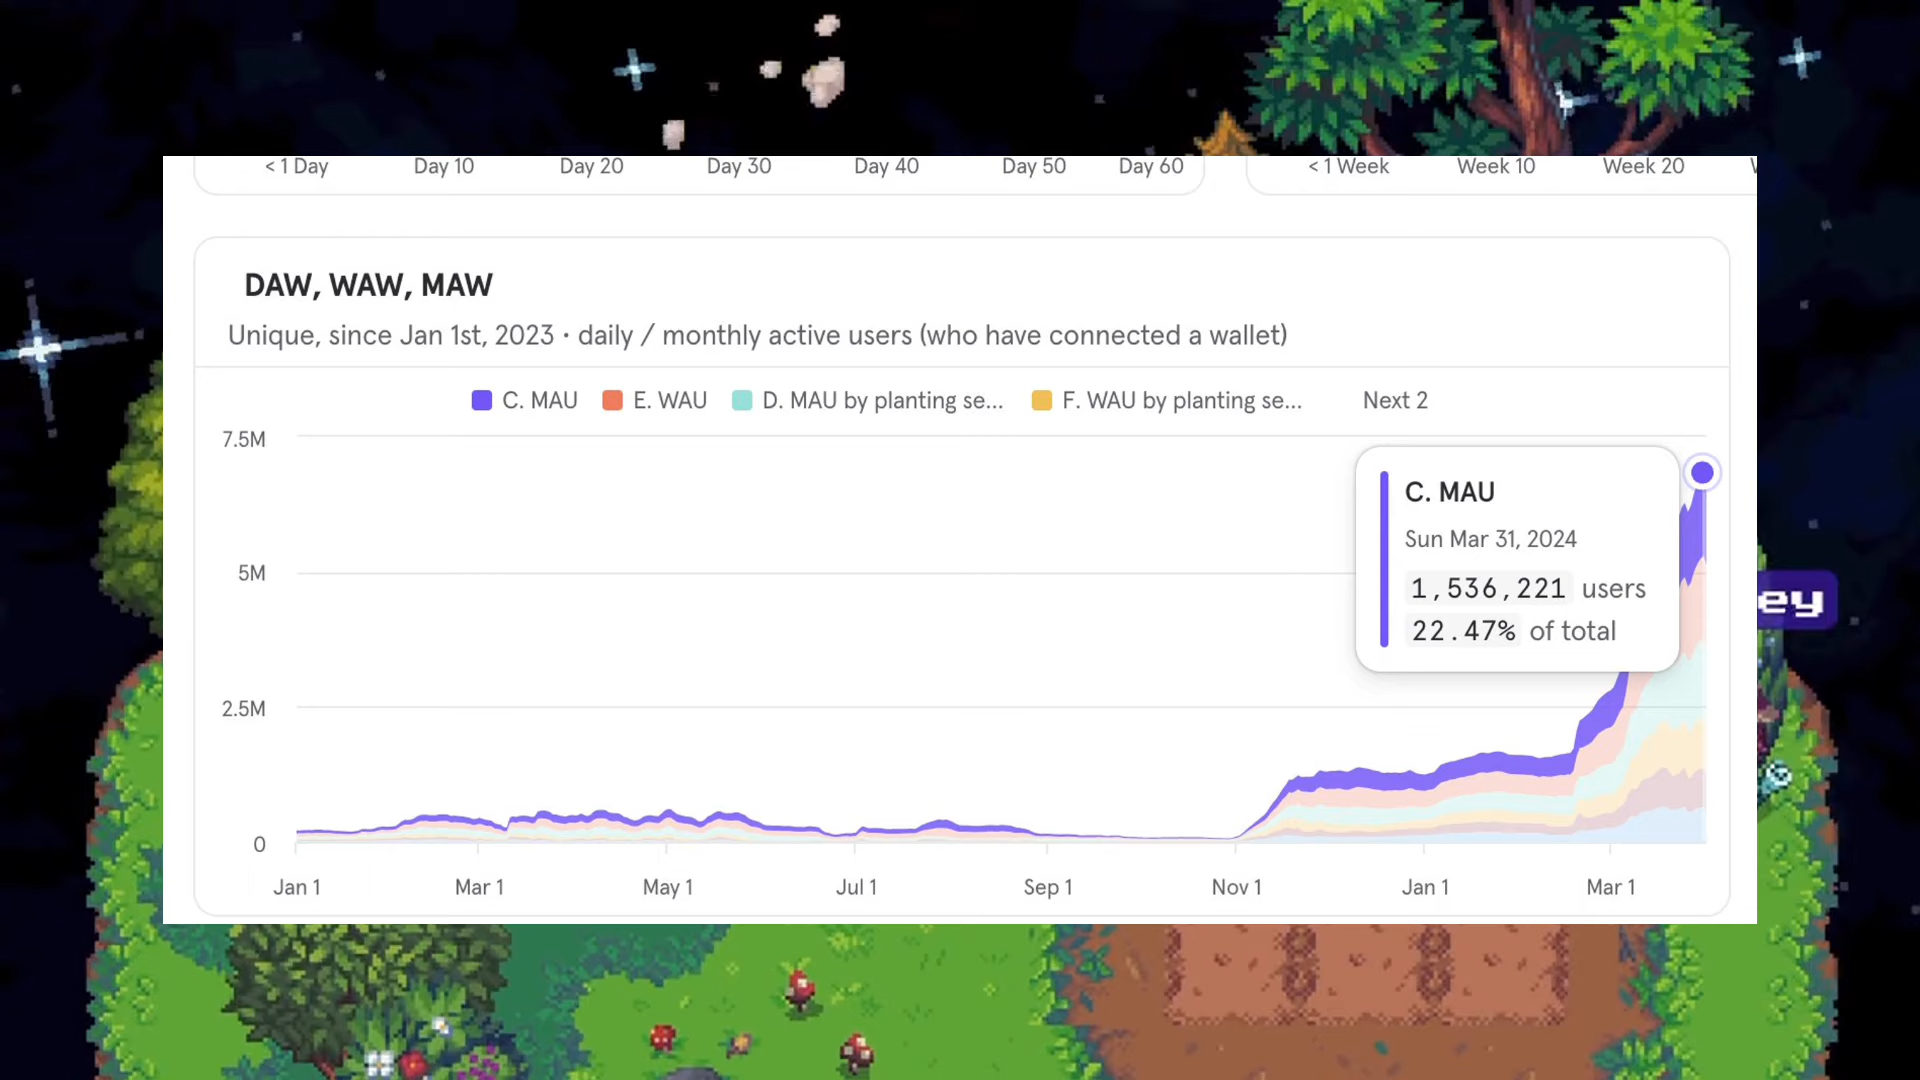 < 1 Day Day 10 Day 20 Day 30 Day 40 Day 50 Day 60 < 1 Week Week 10 Week 20
DAW, WAW, MAW
Unique, since Jan 1st, 2023 · daily / monthly active users (who have connected a wallet)
C. MAU E. WAU D. MAU by planting se... F. WAU by planting se... Next 2
7.5M
C. MAU
Sun Mar 31, 2024
5M
1,536,221 users
ey
22.47% of total
2.5M
0
Jan 1 Mar 1 May 1 Jul 1 Sep 1 Nov 1 Jan 1 Mar 1